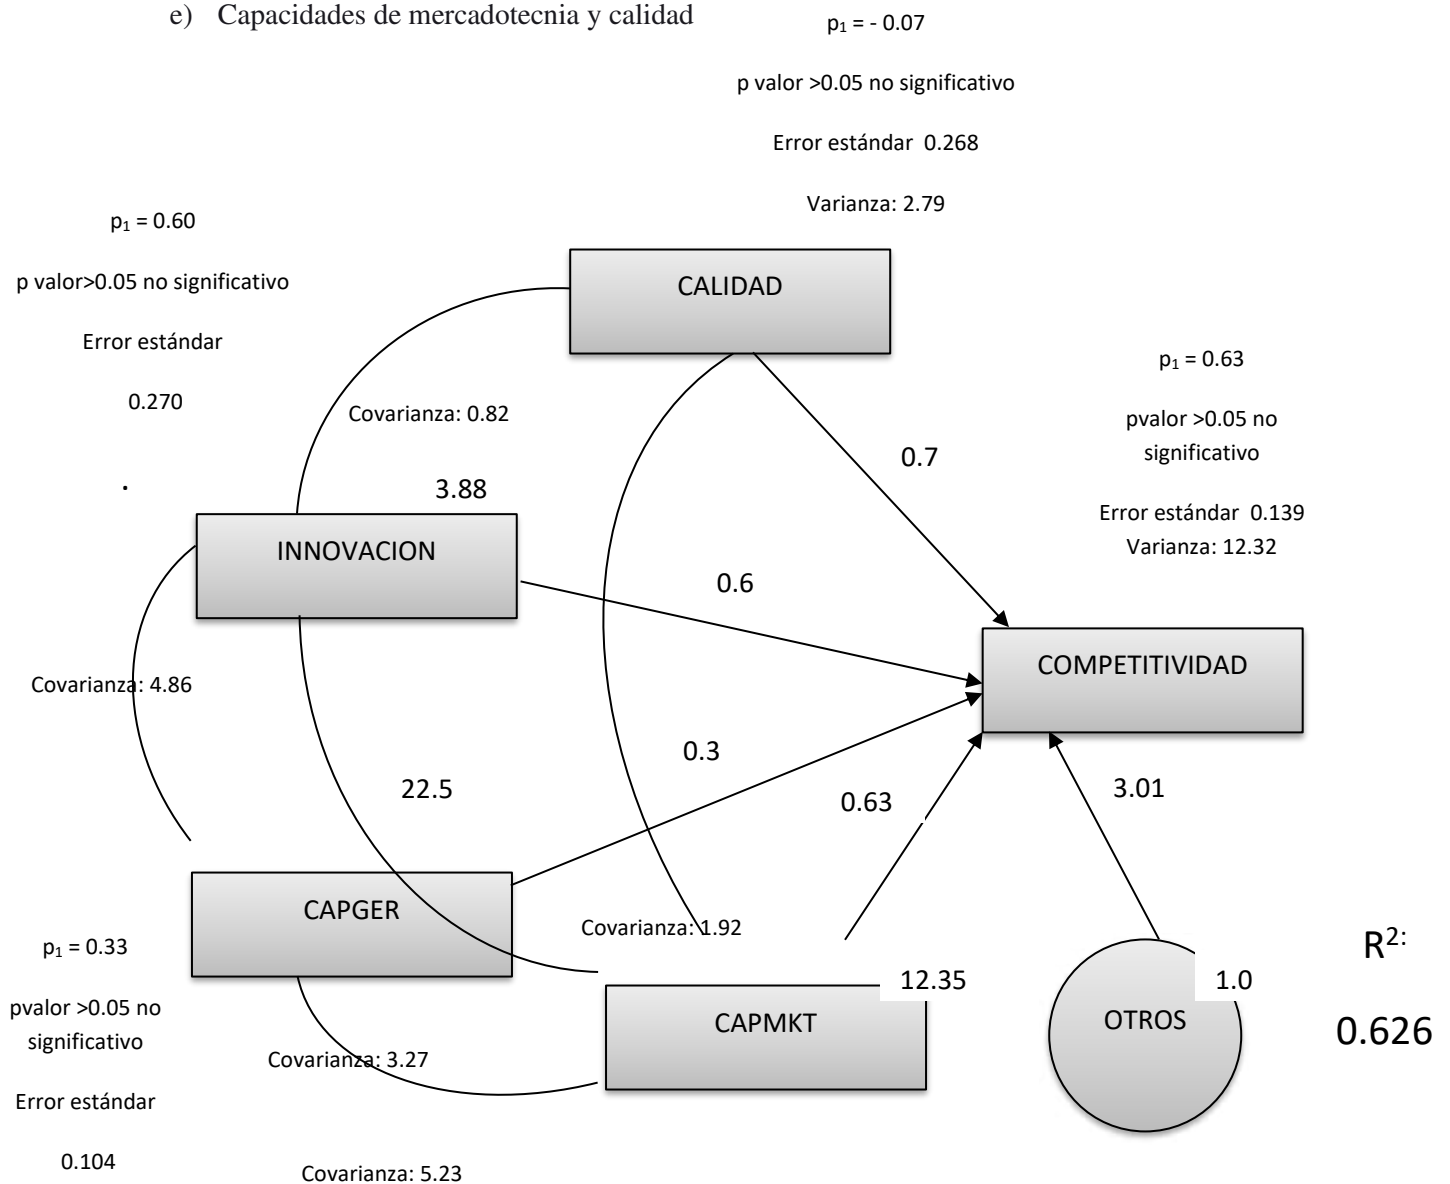 e) Capacidades de mercadotecnia y calidad
p₁ = - 0.07
p valor >0.05 no significativo
Error estándar 0.268
Varianza: 2.79
p₁ = 0.60
p valor>0.05 no significativo
Error estándar
0.270
.
CALIDAD
Covarianza: 0.82
p₁ = 0.63
pvalor >0.05 no
significativo
Error estándar 0.139
Varianza: 12.32
0.7
3.88
INNOVACION
0.6
COMPETITIVIDAD
Covarianza: 4.86
0.3
22.5
0.63
3.01
CAPGER
Covarianza: 1.92
p₁ = 0.33
pvalor >0.05 no
significativo
Error estándar
0.104
12.35
CAPMKT
1.0
OTROS
R²:
0.626
Covarianza: 3.27
Covarianza: 5.23